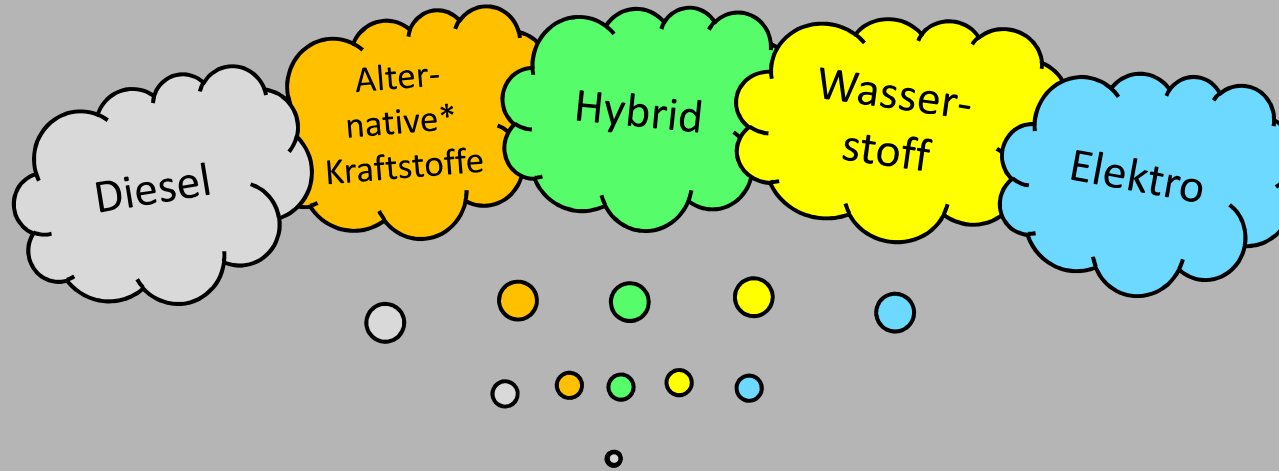 Diesel
Alter-
native*
Kraftstoffe
Hybrid
Wasser-
stoff
Elektro